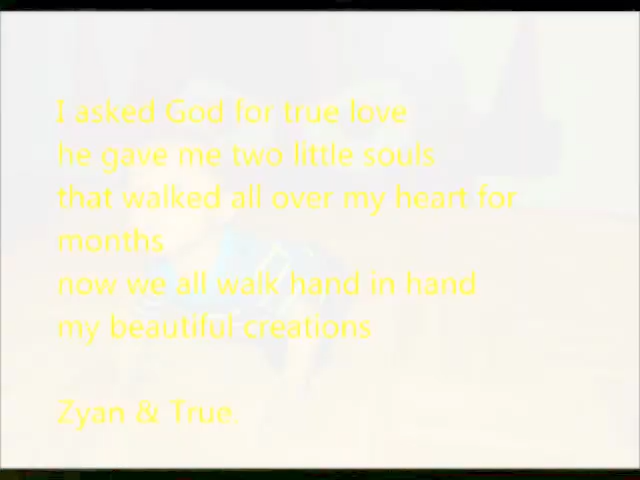 I asked God for true love
he gave me two little souls
that walked all over my heart for
months
now we all walk hand in hand
my beautiful creations
Zyan & True.